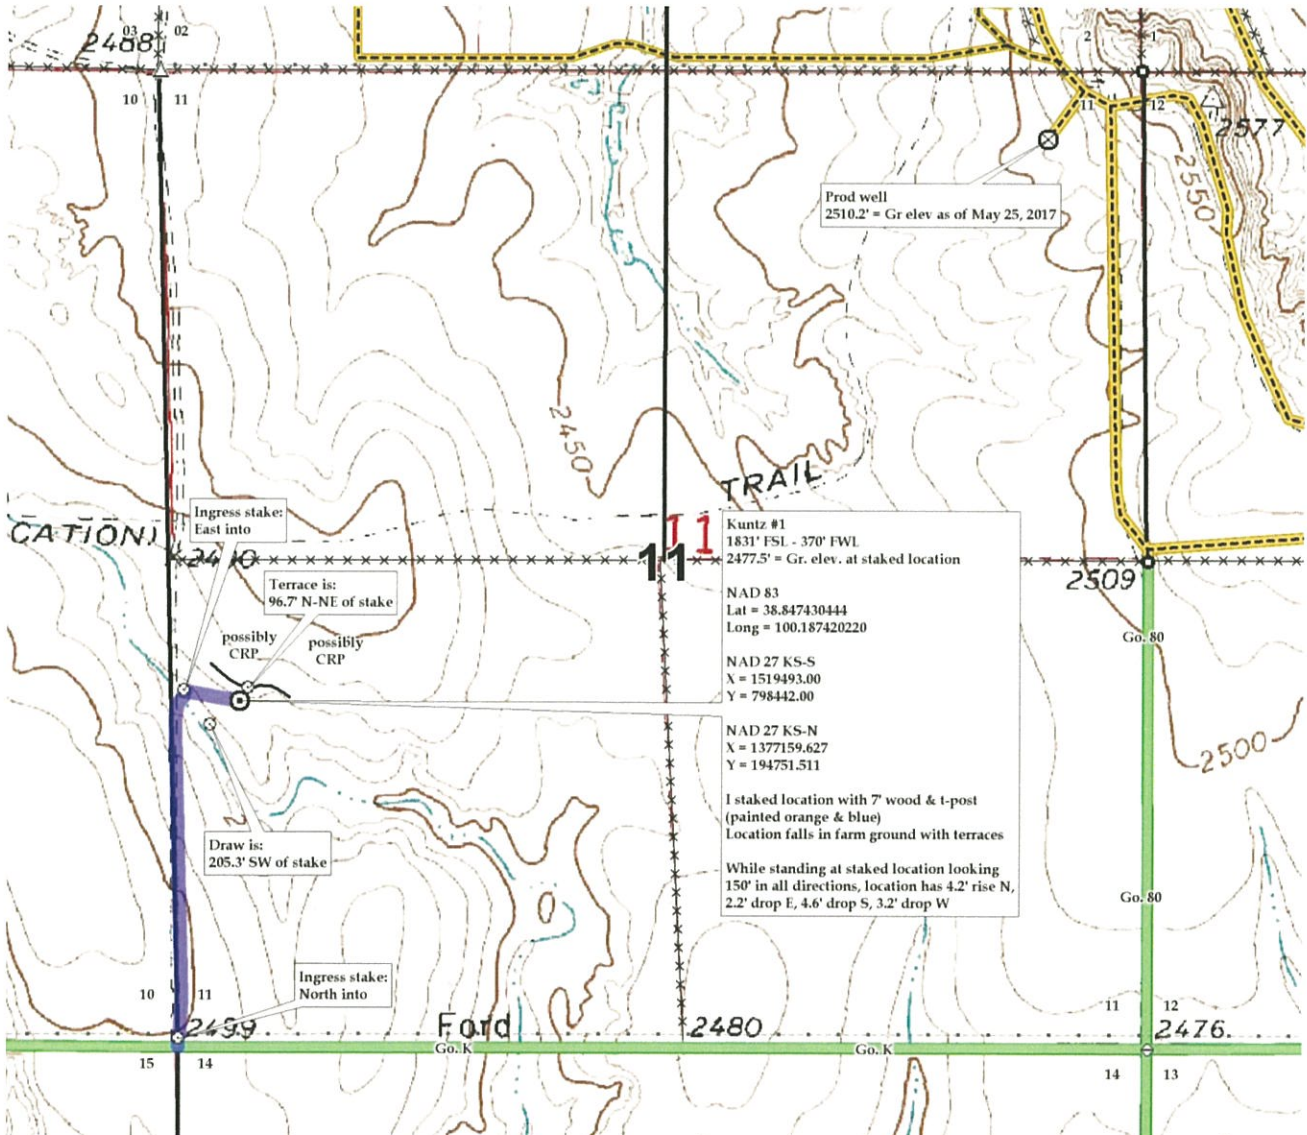 03 02
2488
10 11
2 1
11 12
2577
2550
Prod well
2510.2' = Gr elev as of May 25, 2017
2450
TRAIL
Ingress stake:
East into
CATION)
11
11
2509
Terrace is:
96.7' N-NE of stake
possibly
CRP
possibly
CRP
Kuntz #1
1831' FSL - 370' FWL
2477.5' = Gr. elev. at staked location
NAD 83
Lat = 38.847430444
Long = 100.187420220
NAD 27 KS-S
X = 1519493.00
Y = 798442.00
NAD 27 KS-N
X = 1377159.627
Y = 194751.511
I staked location with 7' wood & t-post
(painted orange & blue)
Location falls in farm ground with terraces
While standing at staked location looking
150' in all directions, location has 4.2' rise N,
2.2' drop E, 4.6' drop S, 3.2' drop W
Go. 80
2500
Draw is:
205.3' SW of stake
Go. 80
Ingress stake:
North into
10 11
11 12
2499
Ford
2480
2476
Go. K
Go. K
15 14
14 13